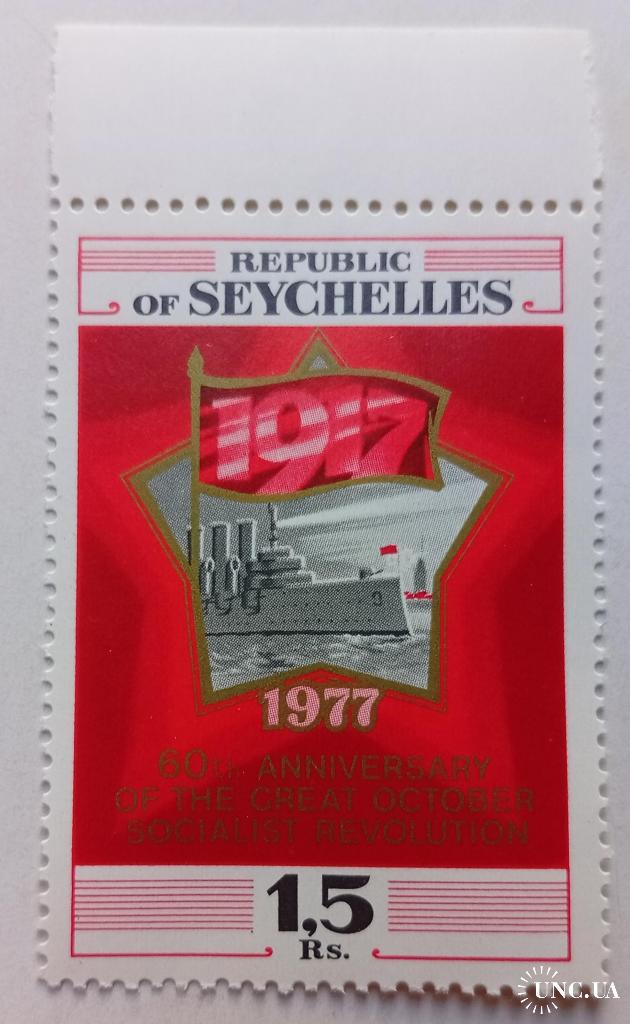 REPUBLIC
OF SEYCHELLES
1917
1977
60th ANNIVERSARY
OF THE GREAT OCTOBER
SOCIALIST REVOLUTION
1,5
Rs.
UNC.UA